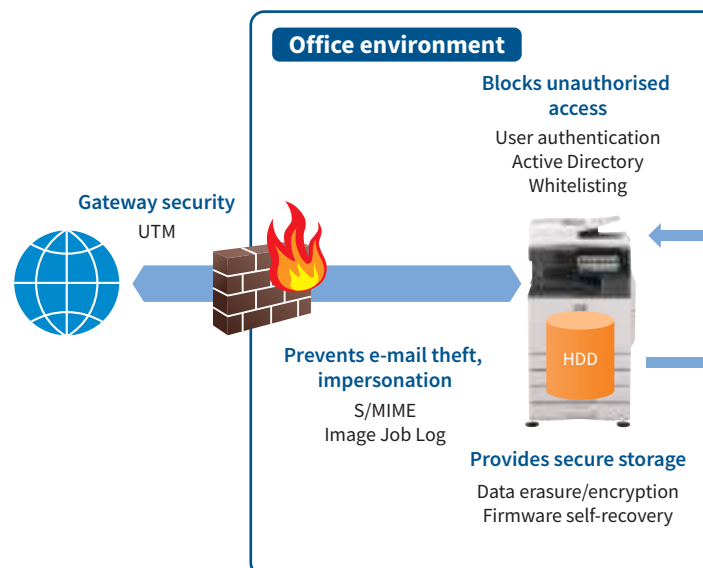 Office environment
Blocks unauthorised
access
User authentication
Active Directory
Whitelisting
Gateway security
UTM
Prevents e-mail theft,
impersonation
S/MIME
Image Job Log
HDD
Provides secure storage
Data erasure/encryption
Firmware self-recovery